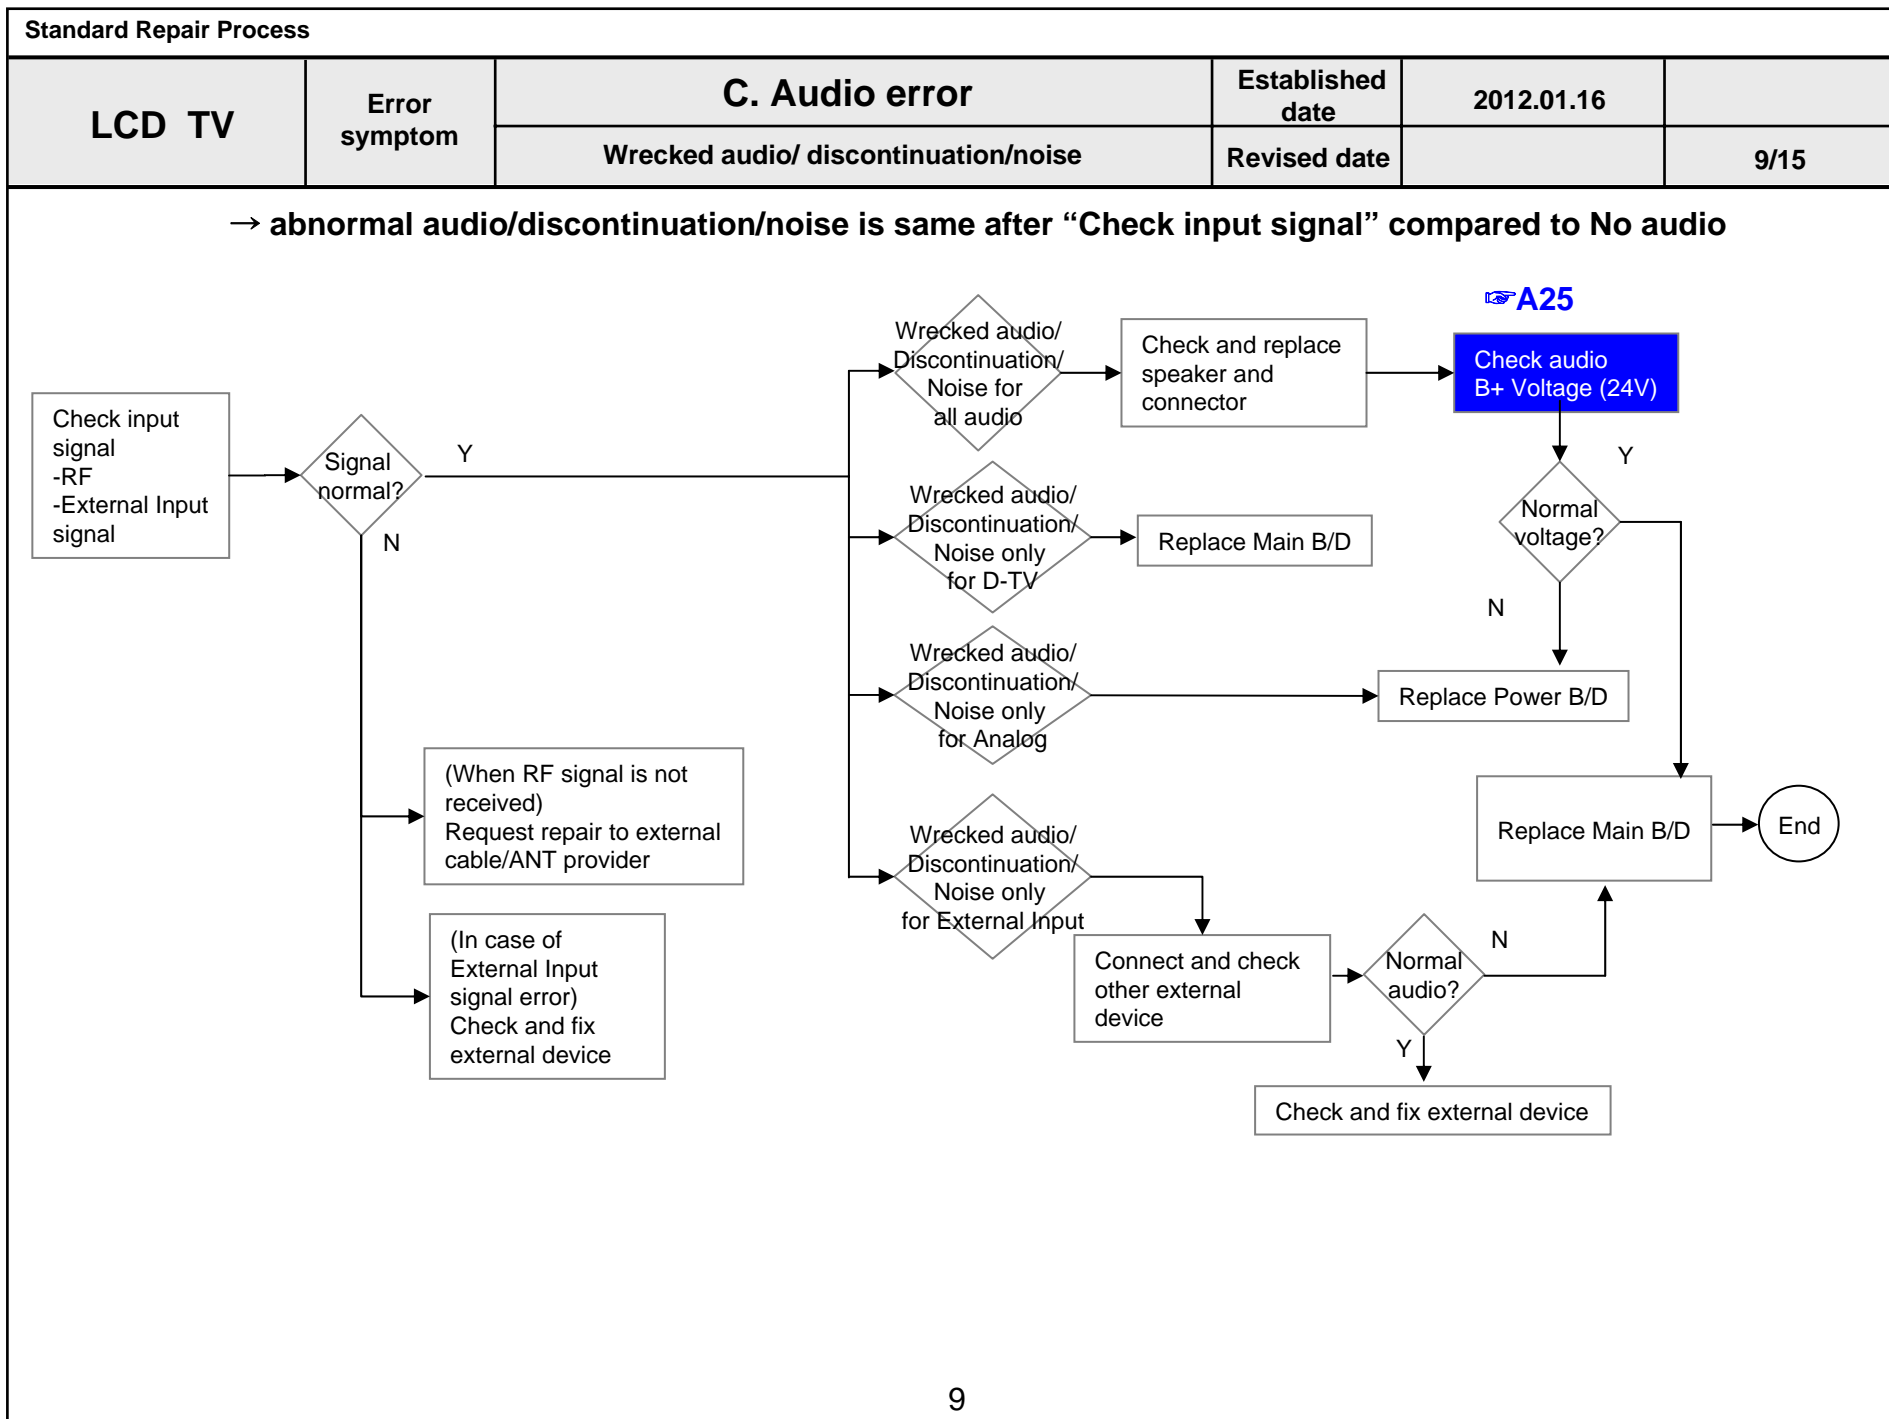 Standard Repair Process
LCD TV
Error
symptom
C. Audio error
Established
date
2012.01.16
Wrecked audio/ discontinuation/noise
Revised date
9/15
→ abnormal audio/discontinuation/noise is same after “Check input signal” compared to No audio
☞A25
Check input
signal
-RF
-External Input
signal
Signal
normal?
Y
N
Wrecked audio/
Discontinuation/
Noise for
all audio
Check and replace
speaker and
connector
Check audio
B+ Voltage (24V)
Y
Normal
voltage?
N
Wrecked audio/
Discontinuation/
Noise only
for D-TV
Replace Main B/D
Wrecked audio/
Discontinuation/
Noise only
for Analog
Replace Power B/D
(When RF signal is not
received)
Request repair to external
cable/ANT provider
Wrecked audio/
Discontinuation/
Noise only
for External Input
Replace Main B/D
End
(In case of
External Input
signal error)
Check and fix
external device
Connect and check
other external
device
Normal
audio?
N
Y
Check and fix external device
9